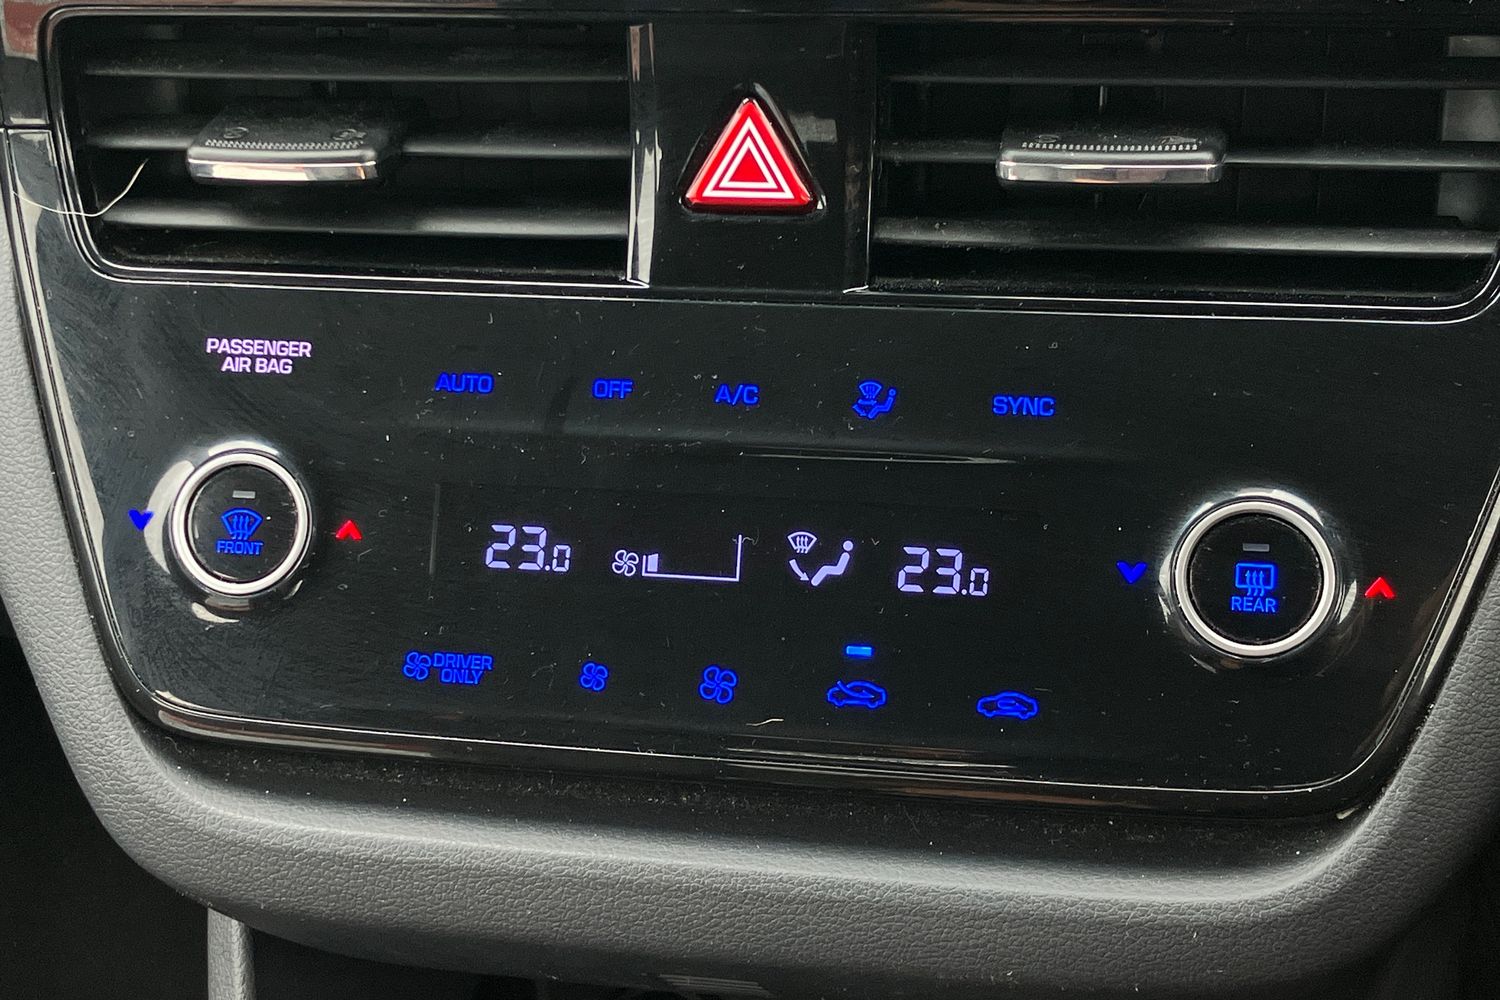 PASSENGER
AIR BAG
AUTO OFF A/C SYNC
FRONT
23.0 23.0
REAR
DRIVER
ONLY